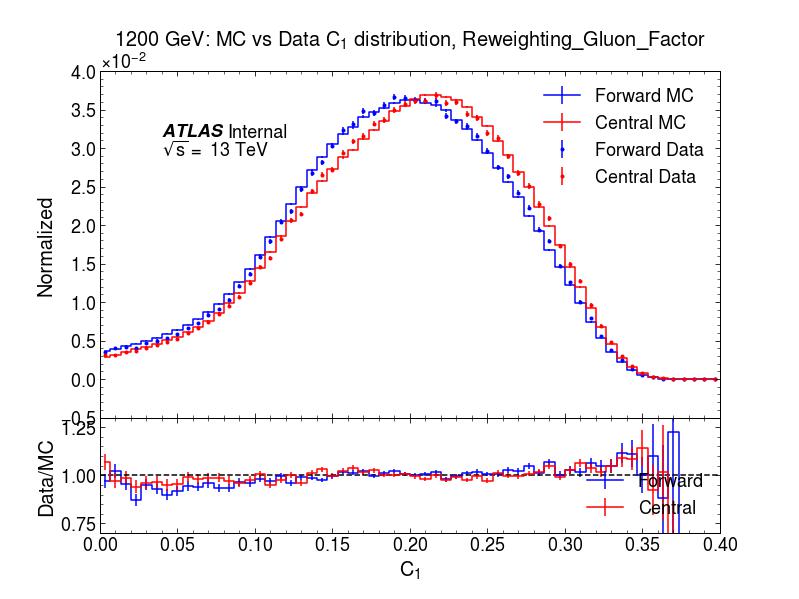 1200 GeV: MC vs Data C₁ distribution, Reweighting_Gluon_Factor
×10⁻²
4.0
3.5
3.0
2.5
2.0
1.5
1.0
0.5
0.0
Normalized
ATLAS Internal
√s = 13 TeV
Forward MC
Central MC
Forward Data
Central Data
0.5
1.25
1.00
0.75
Data/MC
Forward
Central
0.00 0.05 0.10 0.15 0.20 0.25 0.30 0.35 0.40
C₁